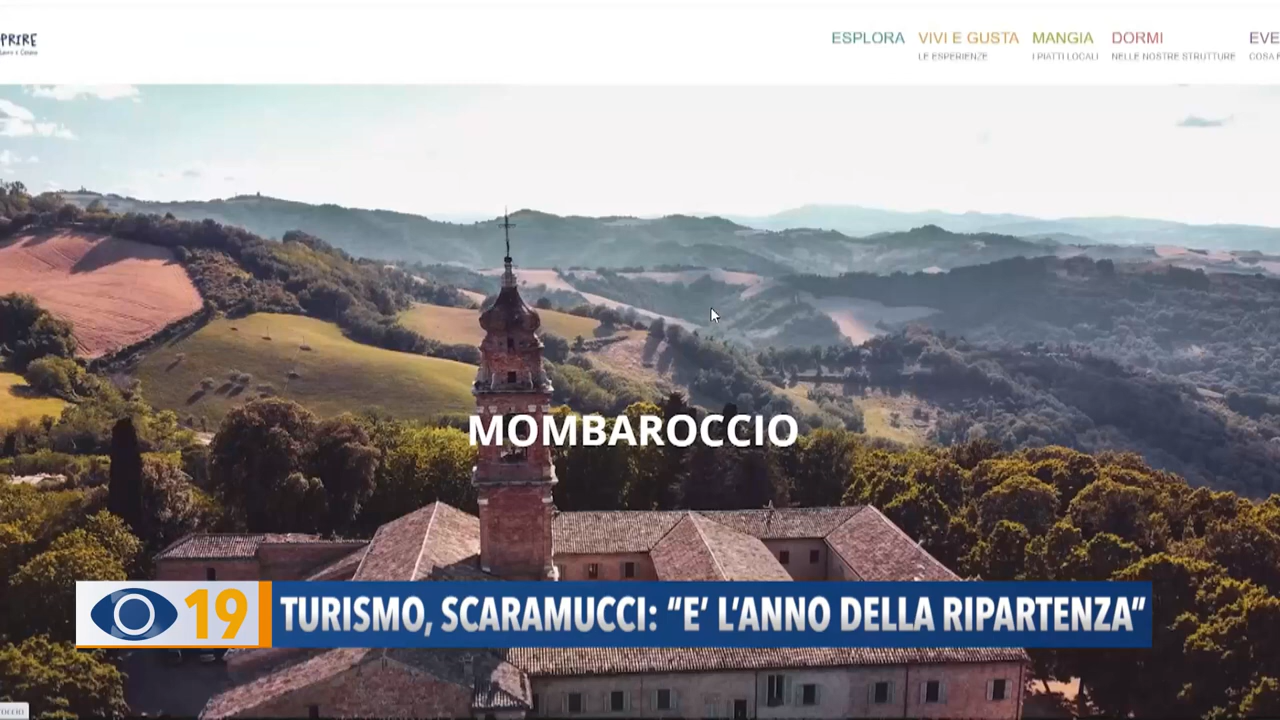 PRIRE
ESPLORA VIVI E GUSTA MANGIA DORMI EVE
LE ESPERIENZE I PIATTI LOCALI NELLE NOSTRE STRUTTURE COSA F
MOMBAROCCIO
19 TURISMO, SCARAMUCCI: “E’ L’ANNO DELLA RIPARTENZA”